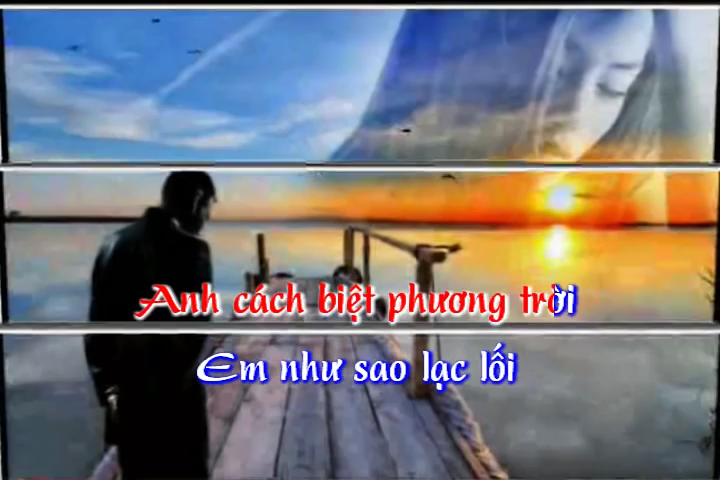 Anh cách biệt phương trời
Em như sao lạc lối